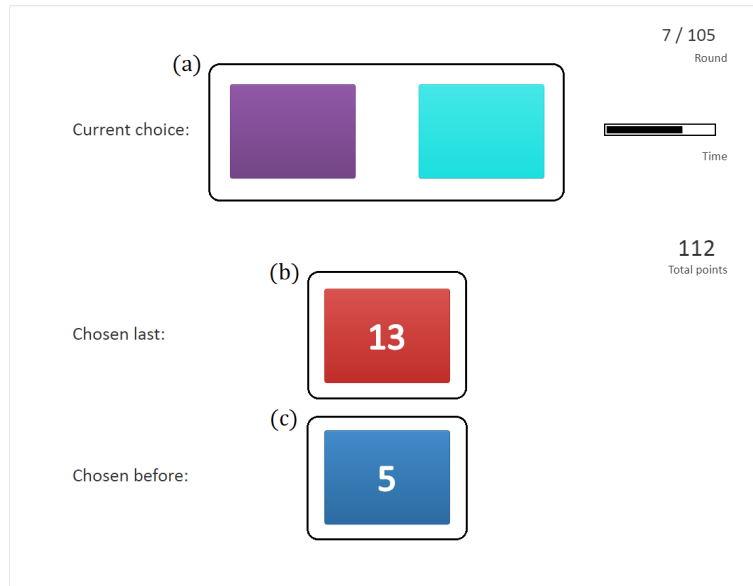 7 / 105
Round
(a)
Current choice:
Time
112
Total points
(b)
Chosen last:
13
(c)
Chosen before:
5